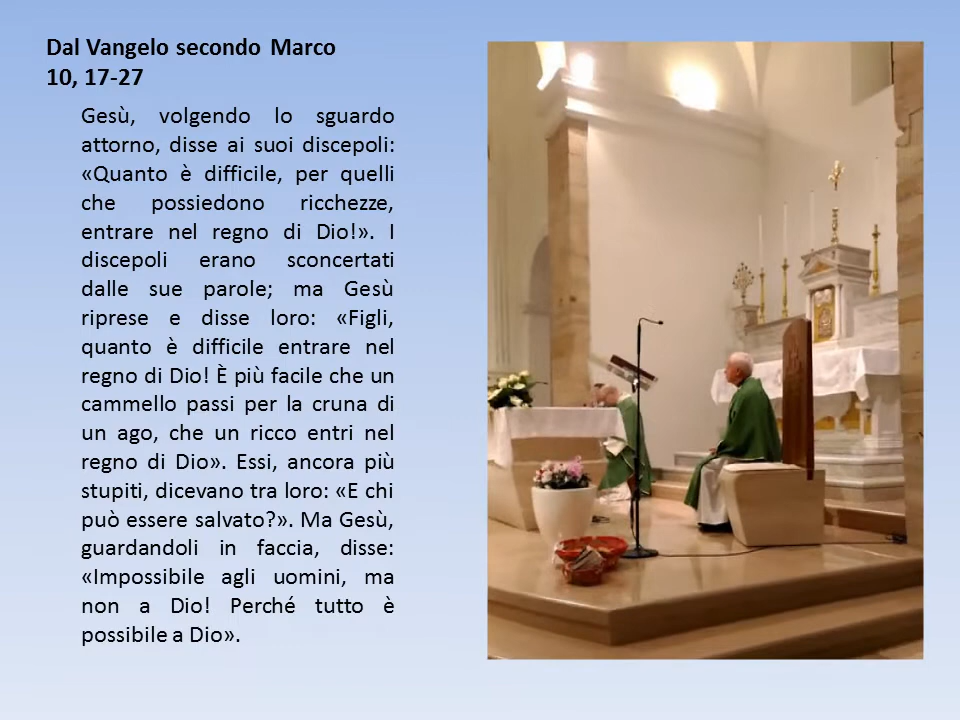 Dal Vangelo secondo Marco
10, 17-27
Gesù, volgendo lo sguardo
attorno, disse ai suoi discepoli:
«Quanto è difficile, per quelli
che possiedono ricchezze,
entrare nel regno di Dio!». I
discepoli erano sconcertati
dalle sue parole; ma Gesù
riprese e disse loro: «Figli,
quanto è difficile entrare nel
regno di Dio! È più facile che un
cammello passi per la cruna di
un ago, che un ricco entri nel
regno di Dio». Essi, ancora più
stupiti, dicevano tra loro: «E chi
può essere salvato?». Ma Gesù,
guardandoli in faccia, disse:
«Impossibile agli uomini, ma
non a Dio! Perché tutto è
possibile a Dio».